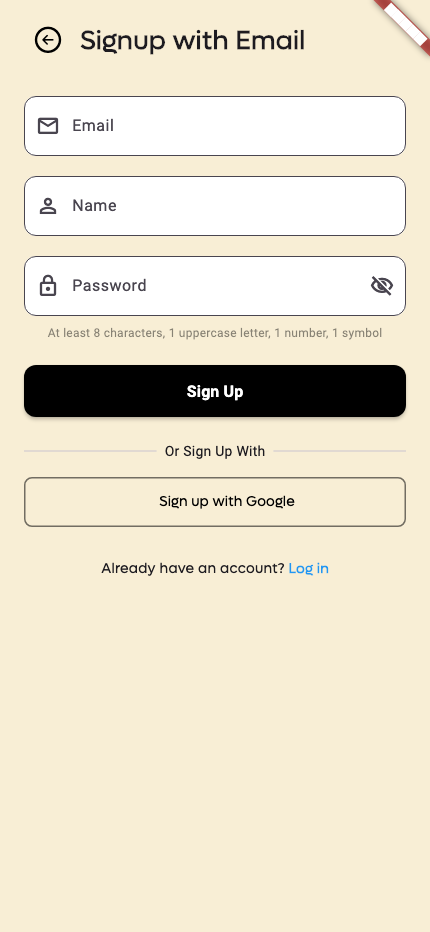 Signup with Email
Email
Name
Password
At least 8 characters, 1 uppercase letter, 1 number, 1 symbol
Sign Up
Or Sign Up With
Sign up with Google
Already have an account? Log in